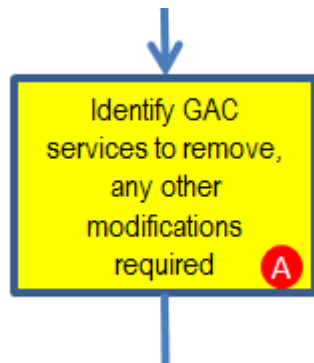 Identify GAC
services to remove,
any other
modifications
required
A